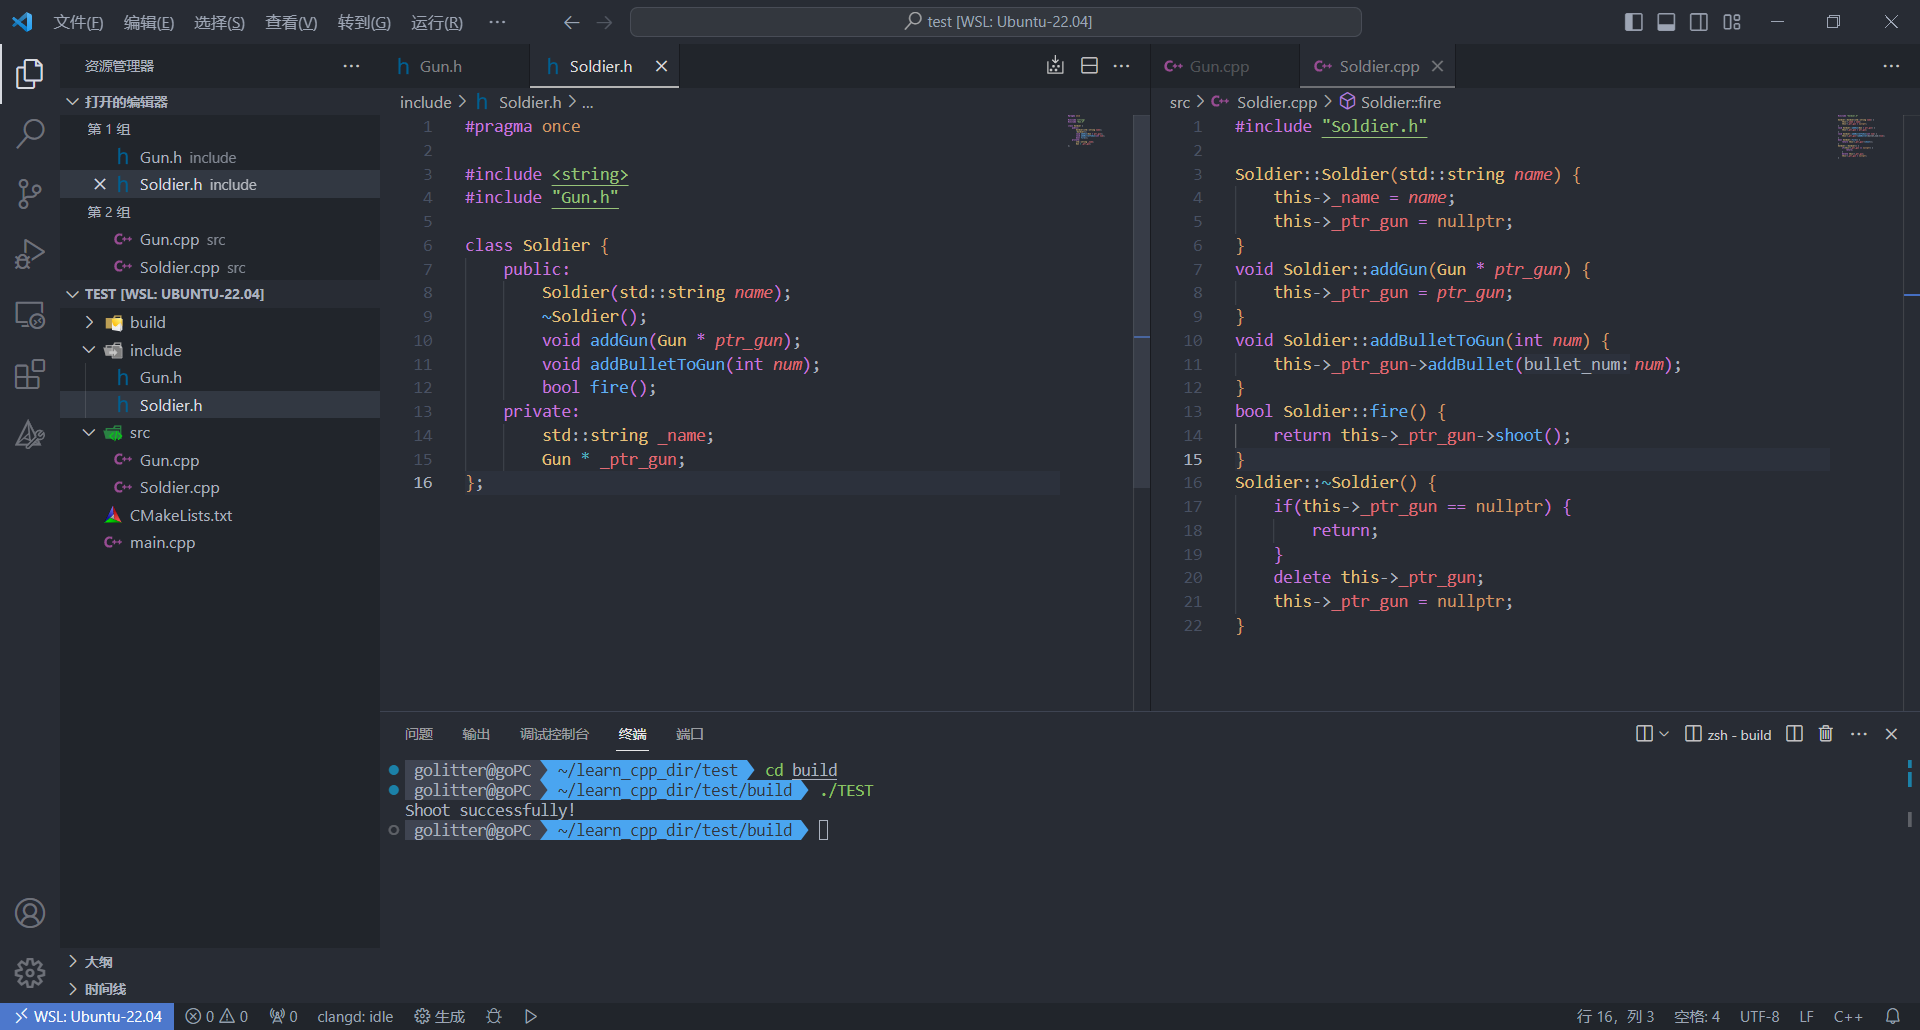 文件(F) 编辑(E) 选择(S) 查看(V) 转到(G) 运行(R) ···
test [WSL: Ubuntu-22.04]
资源管理器
打开的编辑器
第 1 组
Gun.h include
Soldier.h include
第 2 组
Gun.cpp src
Soldier.cpp src
TEST [WSL: UBUNTU-22.04]
build
include
Gun.h
Soldier.h
src
Gun.cpp
Soldier.cpp
CMakeLists.txt
main.cpp
大纲
时间线
Gun.h Soldier.h
include > Soldier.h > ...
1 #pragma once
2
3 #include <string>
4 #include "Gun.h"
5
6 class Soldier {
7 public:
8 Soldier(std::string name);
9 ~Soldier();
10 void addGun(Gun * ptr_gun);
11 void addBulletToGun(int num);
12 bool fire();
13 private:
14 std::string _name;
15 Gun * _ptr_gun;
16 };
Gun.cpp Soldier.cpp
src > Soldier.cpp > Soldier::fire
1 #include "Soldier.h"
2
3 Soldier::Soldier(std::string name) {
4 this->_name = name;
5 this->_ptr_gun = nullptr;
6 }
7 void Soldier::addGun(Gun * ptr_gun) {
8 this->_ptr_gun = ptr_gun;
9 }
10 void Soldier::addBulletToGun(int num) {
11 this->_ptr_gun->addBullet(bullet_num: num);
12 }
13 bool Soldier::fire() {
14 return this->_ptr_gun->shoot();
15 }
16 Soldier::~Soldier() {
17 if(this->_ptr_gun == nullptr) {
18 return;
19 }
20 delete this->_ptr_gun;
21 this->_ptr_gun = nullptr;
22 }
问题 输出 调试控制台 终端 端口
zsh - build
golitter@goPC ~/learn_cpp_dir/test cd build
golitter@goPC ~/learn_cpp_dir/test/build ./TEST
Shoot successfully!
golitter@goPC ~/learn_cpp_dir/test/build
WSL: Ubuntu-22.04 0 0 0 clangd: idle 生成
行 16，列 3 空格: 4 UTF-8 LF C++